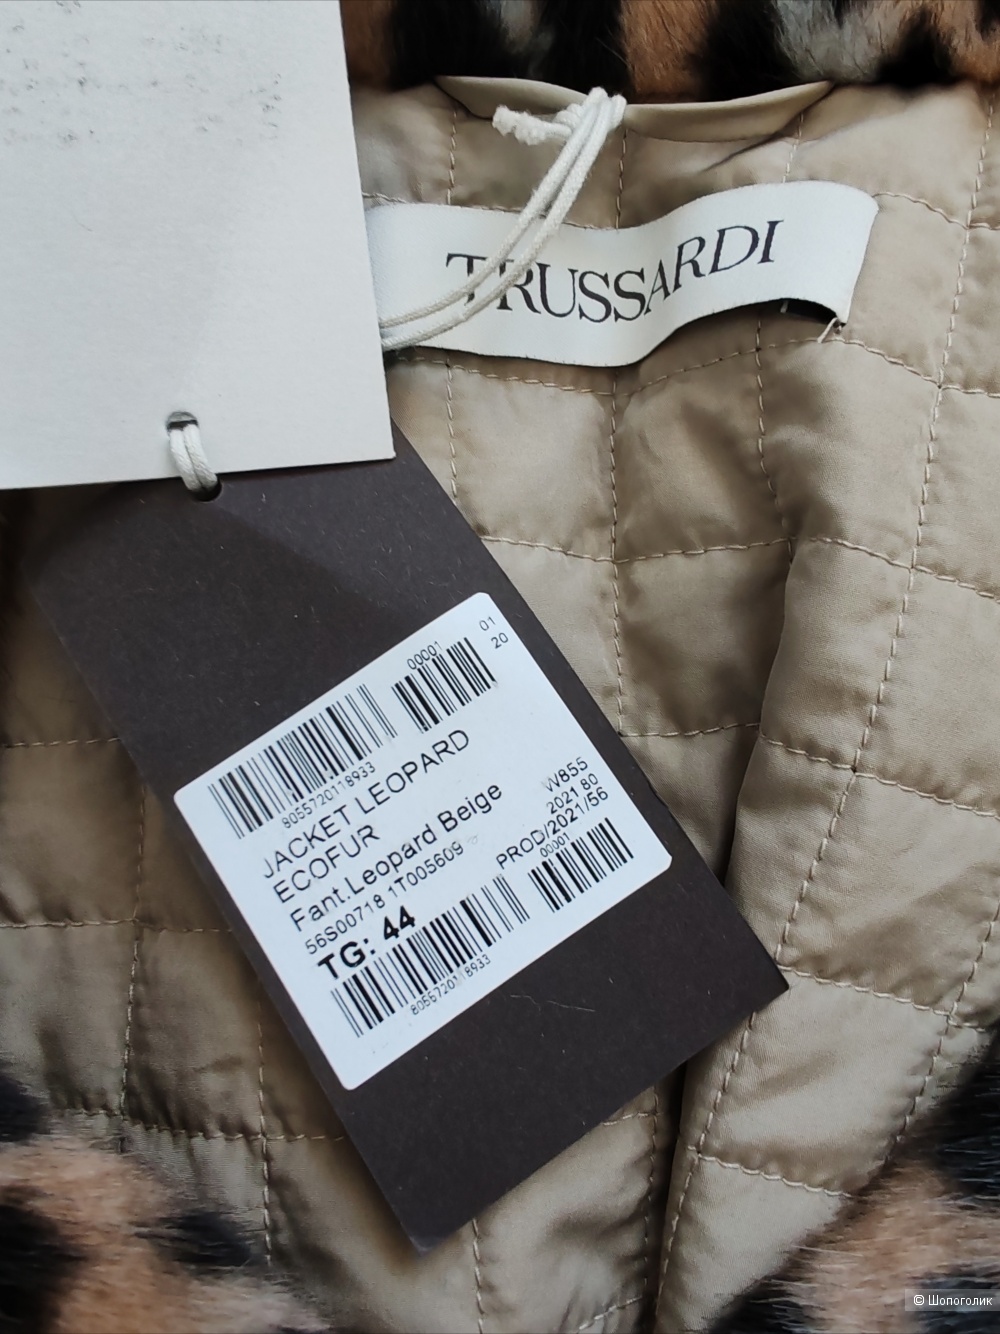 TRUSSARDI
00001
01
20
8055720118933
JACKET LEOPARD
ECOFUR
Fant.Leopard Beige
W855
2021 80
56S00718 1T005609
PROD/2021/56
TG: 44
00001
8055720118933
© Шопоголик